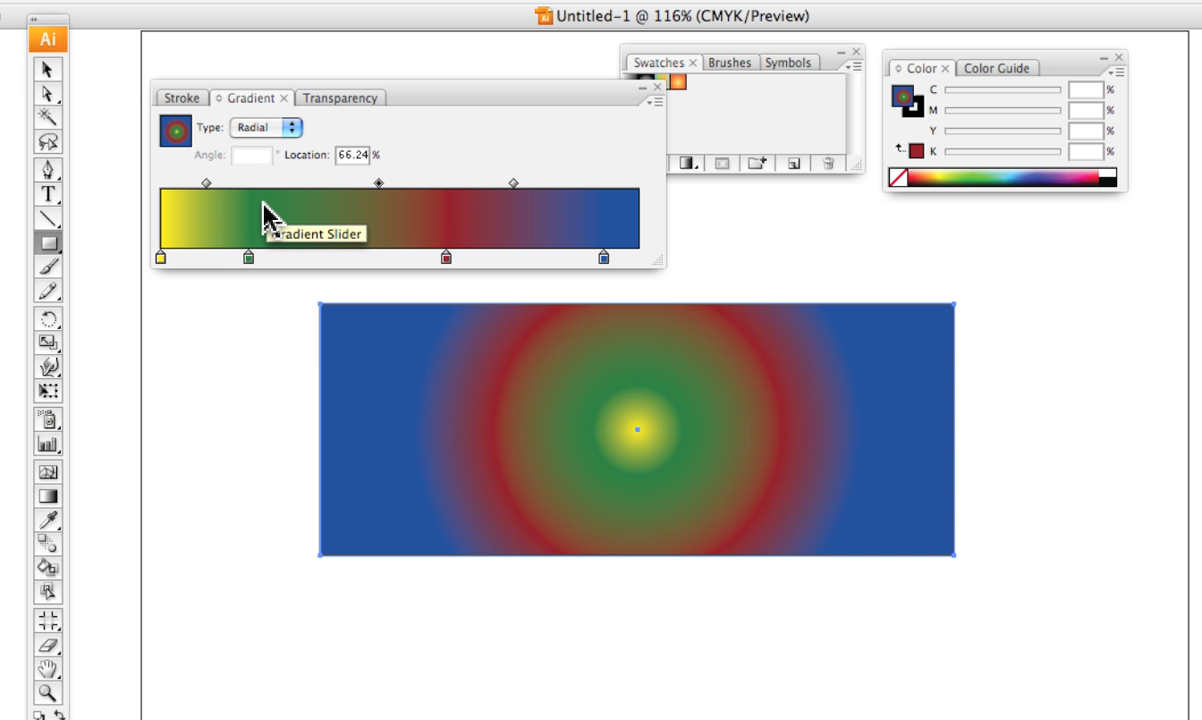 Untitled-1 @ 116% (CMYK/Preview)
Ai
Swatches Brushes Symbols
Color Color Guide
Stroke Gradient Transparency
Type: Radial
Angle: ° Location: 66.24 %
C %
M %
Y %
K %
Gradient Slider
T